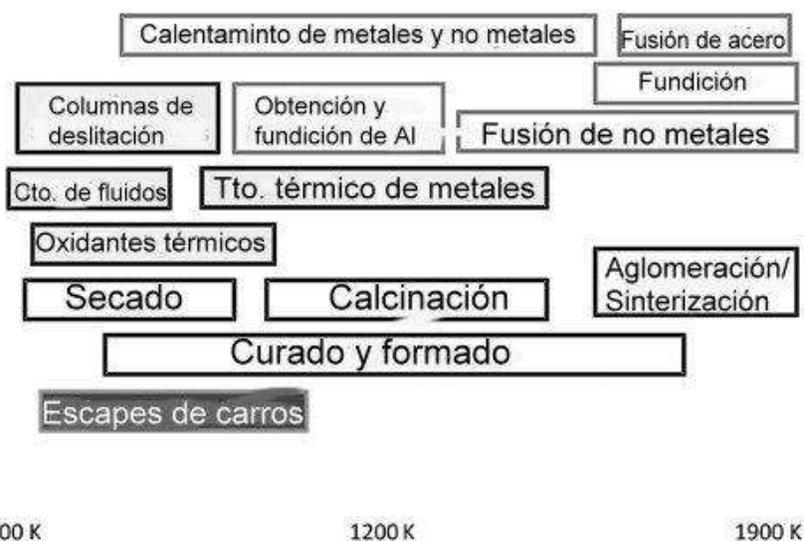 Calentaminto de metales y no metales
Fusión de acero
Fundición
Columnas de
deslitación
Obtención y
fundición de Al
Fusión de no metales
Cto. de fluidos
Tto. térmico de metales
Oxidantes térmicos
Aglomeración/
Sinterización
Secado
Calcinación
Curado y formado
Escapes de carros
00 K
1200 K
1900 K